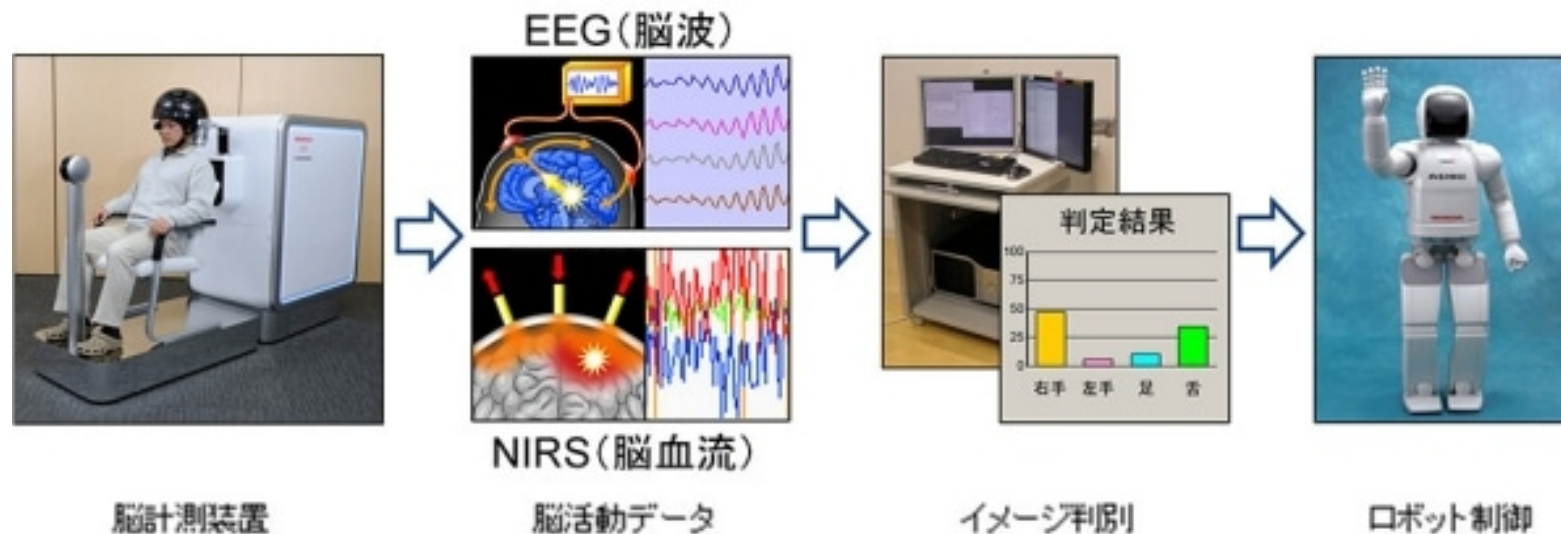 EEG(脳波)
NIRS(脳血流)
判定結果
100
75
50
25
0
右手 左手 足 舌
脳計測装置 脳活動データ イメージ判別 ロボット制御